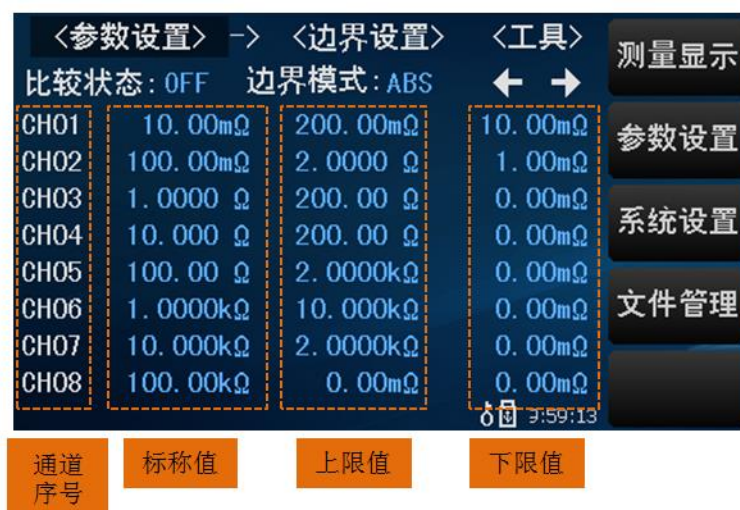 <参数设置> -> <边界设置> <工具>
比较状态:OFF 边界模式:ABS ← →
CH01 10.00mΩ 200.00mΩ 10.00mΩ
CH02 100.00mΩ 2.0000 Ω 1.00mΩ
CH03 1.0000 Ω 200.00 Ω 0.00mΩ
CH04 10.000 Ω 200.00 Ω 0.00mΩ
CH05 100.00 Ω 2.0000kΩ 0.00mΩ
CH06 1.0000kΩ 10.000kΩ 0.00mΩ
CH07 10.000kΩ 2.0000kΩ 0.00mΩ
CH08 100.00kΩ 0.00mΩ 0.00mΩ
9:59:13
测量显示
参数设置
系统设置
文件管理
通道
序号
标称值
上限值
下限值